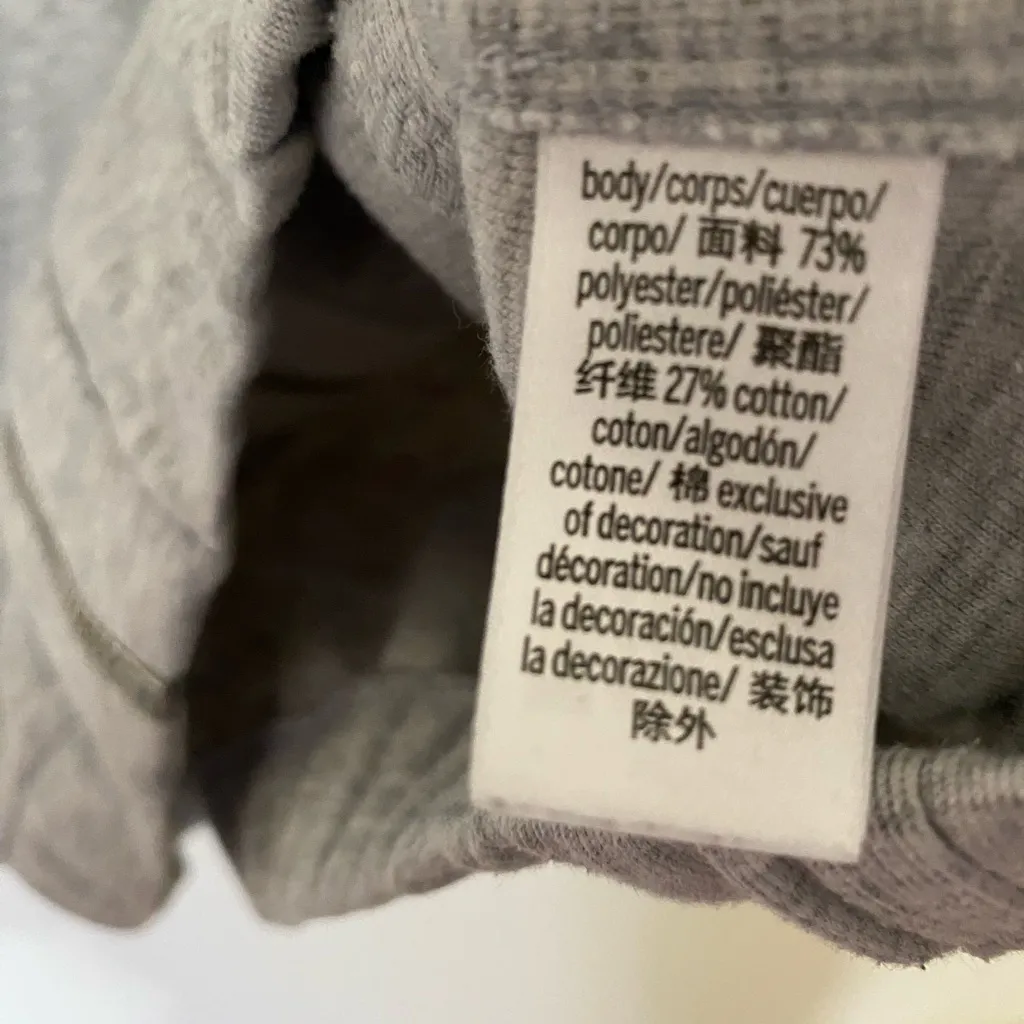 body/corps/cuerpo/
corpo/ 面料 73%
polyester/poliéster/
poliestere/ 聚酯
纤维 27% cotton/
coton/algodón/
cotone/ 棉 exclusive
of decoration/sauf
décoration/no incluye
la decoración/esclusa
la decorazione/ 装饰
除外